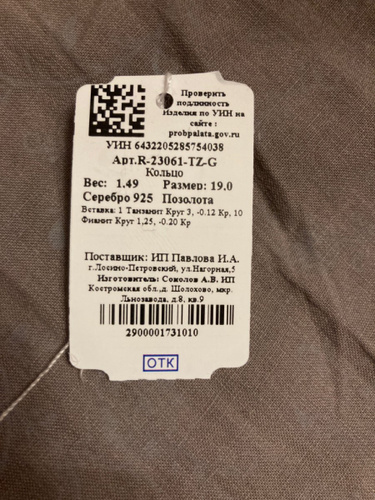 Проверить
подлинность
Изделия по УИН на
сайте :
probpalata.gov.ru
УИН 6432205285754038
Арт.R-23061-TZ-G
Кольцо
Вес: 1.49 Размер: 19.0
Серебро 925 Позолота
Вставка: 1 Танзанит Круг 3, -0.12 Кр, 10
Фианит Круг 1,25, -0.20 Кр
Поставщик: ИП Павлова И.А.
г.Лосино-Петровский, ул.Нагорная,5
Изготовитель: Соколов А.В. ИП
Костромская обл.,д. Шолохово, мкр.
Льнозавода, д.8, кв.9
2900001731010
ОТК